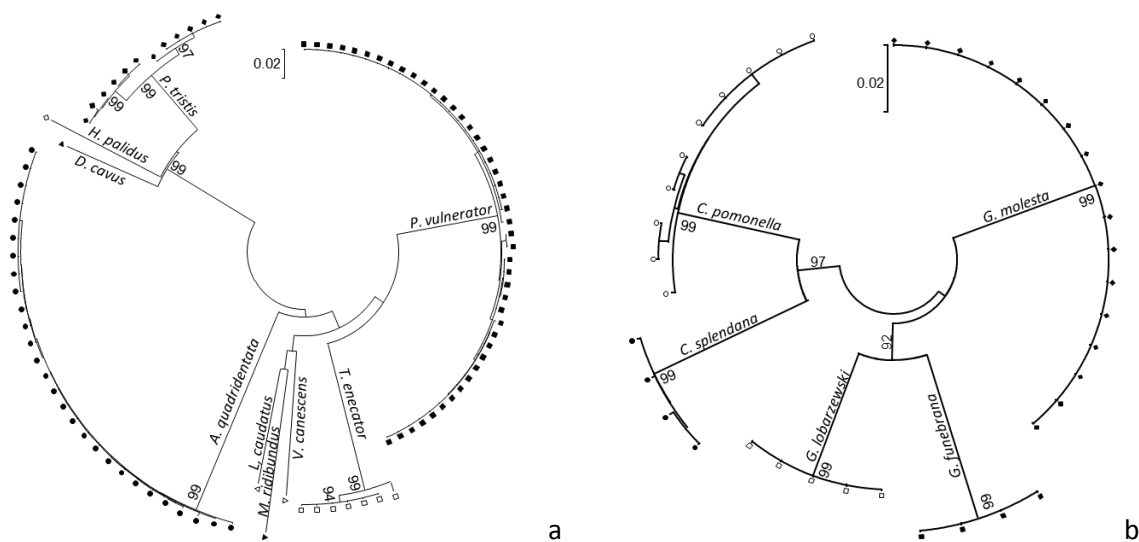 97
99
99
P. tristis
H. palidus
D. cavus
99
0.02
P. vulnerator
99
A. quadridentata
99
L. caudatus
M. ridibundus
V. canescens
T. enecator
94
99
a
0.02
C. pomonella
99
97
C. splendana
99
G. molesta
99
92
G. lobarzewski
99
G. funebrana
99
b